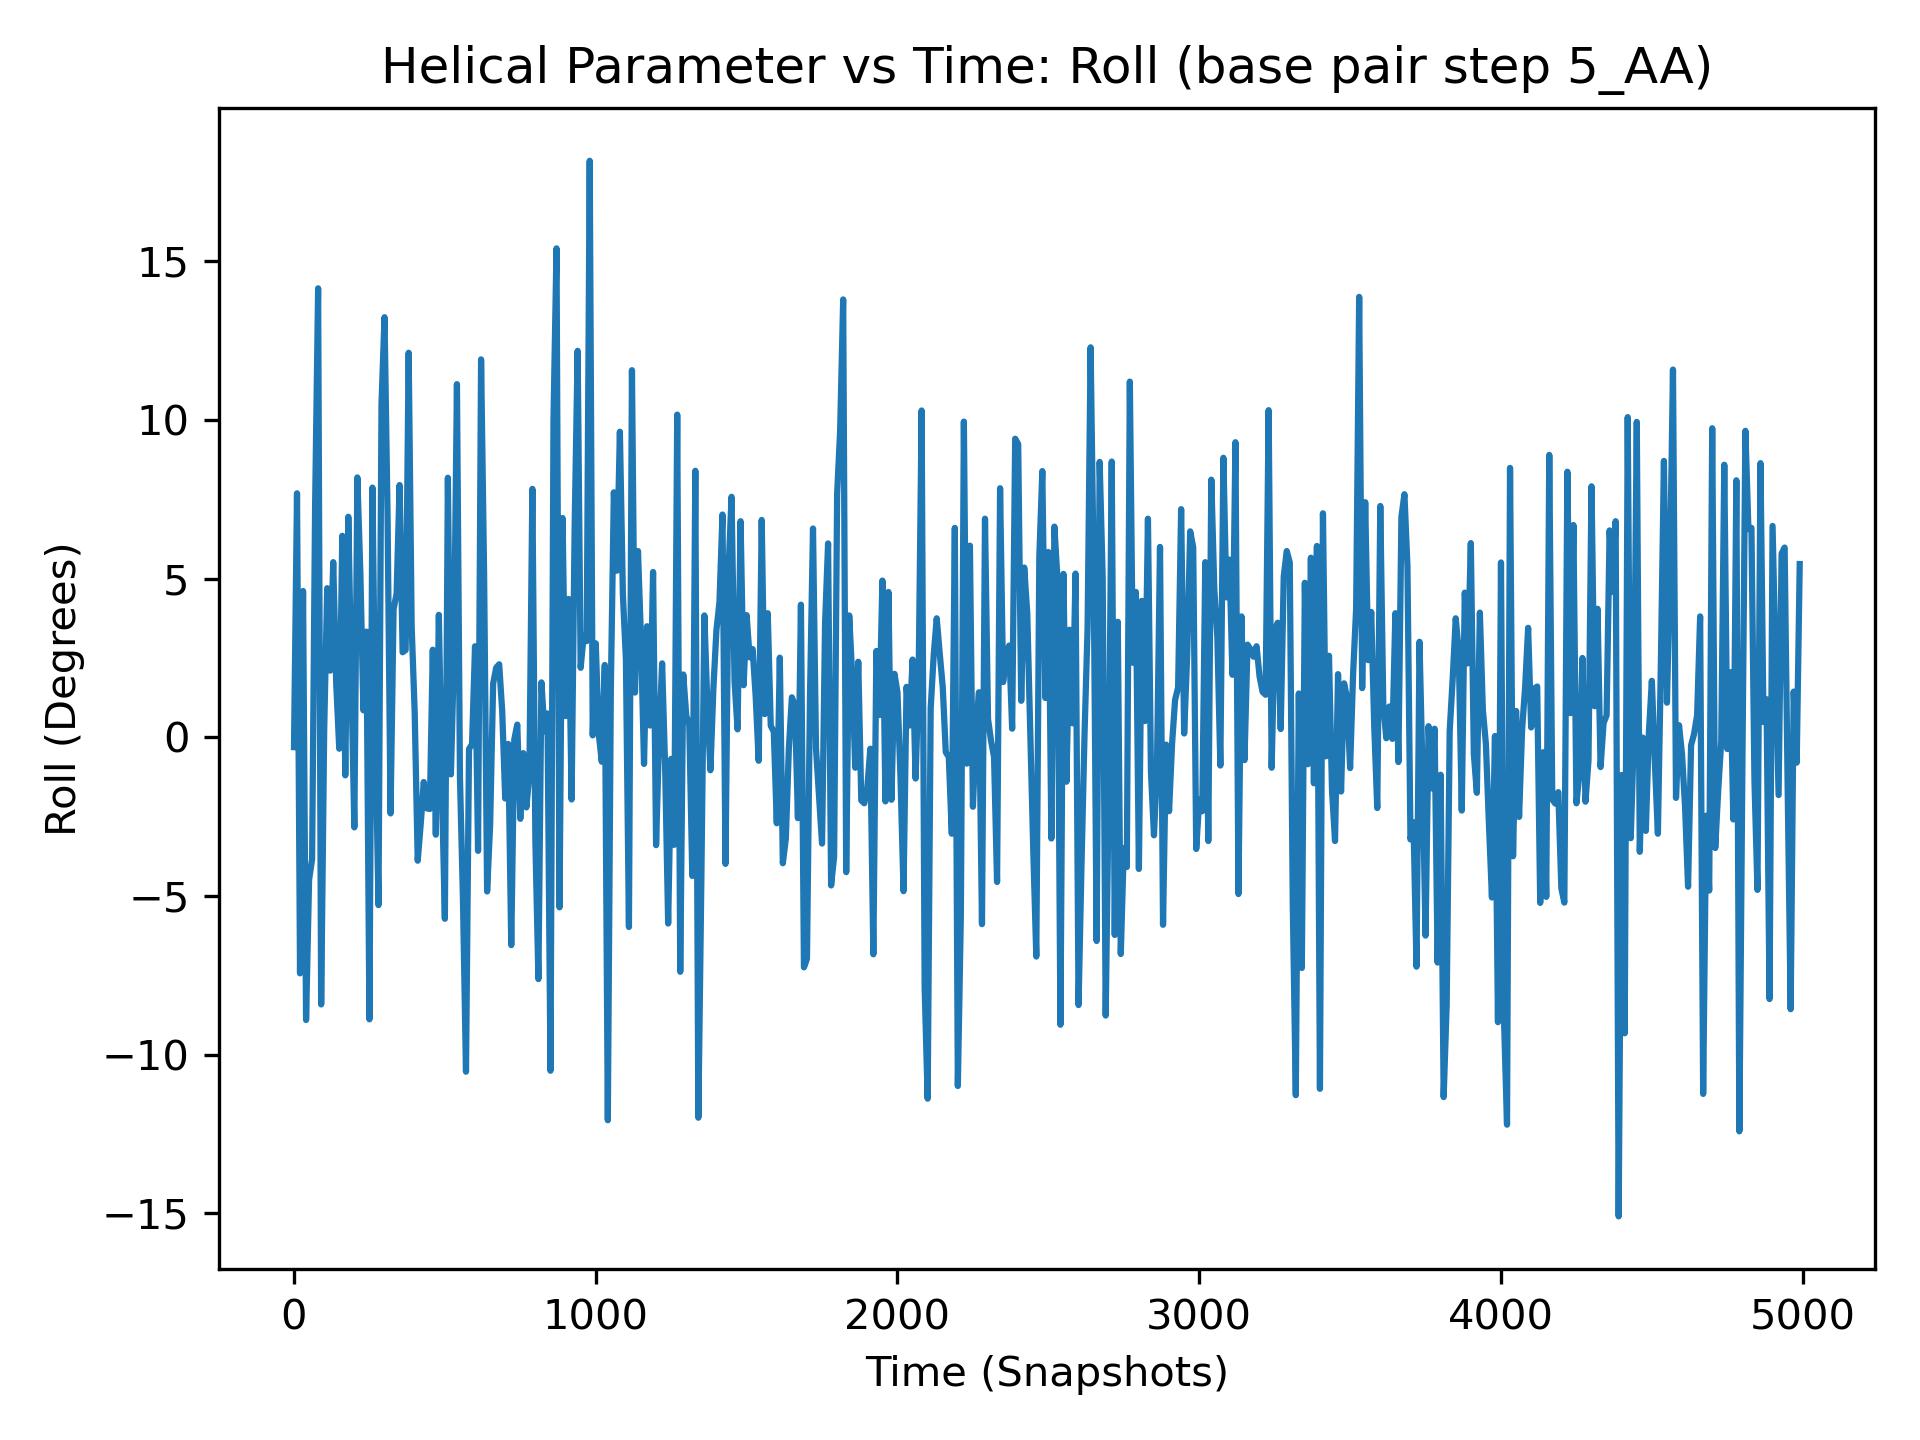 Helical Parameter vs Time: Roll (base pair step 5_AA)
15
10
5
0
−5
−10
−15
Roll (Degrees)
0 1000 2000 3000 4000 5000
Time (Snapshots)